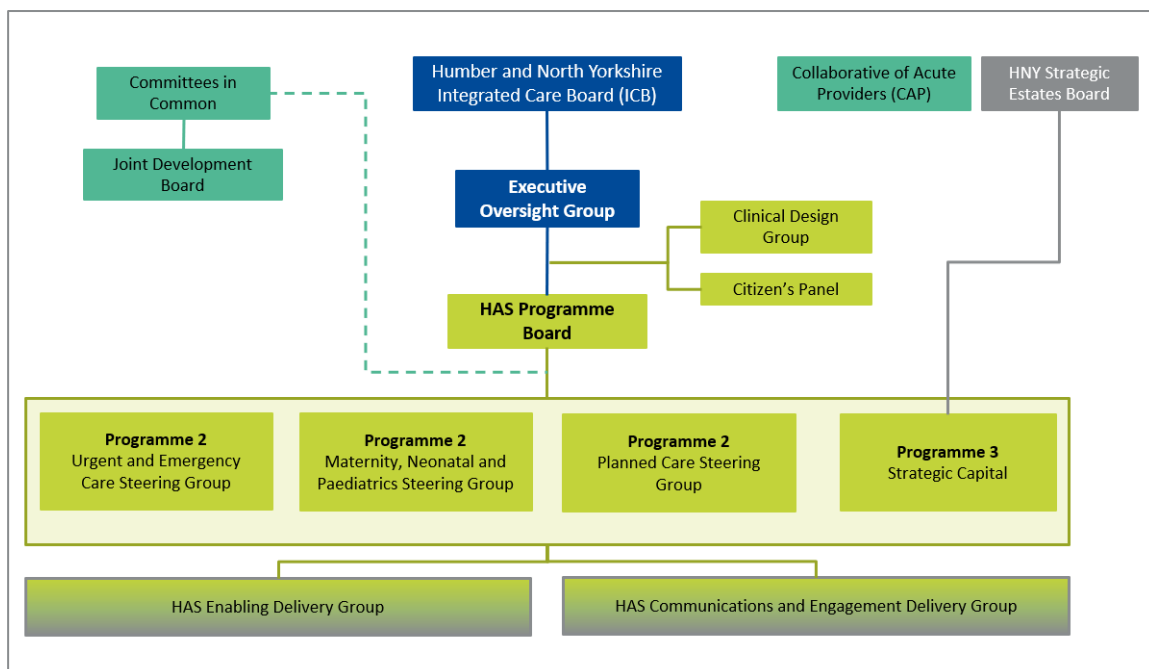 Committees in
Common
Humber and North Yorkshire
Integrated Care Board (ICB)
Collaborative of Acute
Providers (CAP)
HNY Strategic
Estates Board
Joint Development
Board
Executive
Oversight Group
Clinical Design
Group
Citizen’s Panel
HAS Programme
Board
Programme 2
Urgent and Emergency
Care Steering Group
Programme 2
Maternity, Neonatal and
Paediatrics Steering Group
Programme 2
Planned Care Steering
Group
Programme 3
Strategic Capital
HAS Enabling Delivery Group
HAS Communications and Engagement Delivery Group